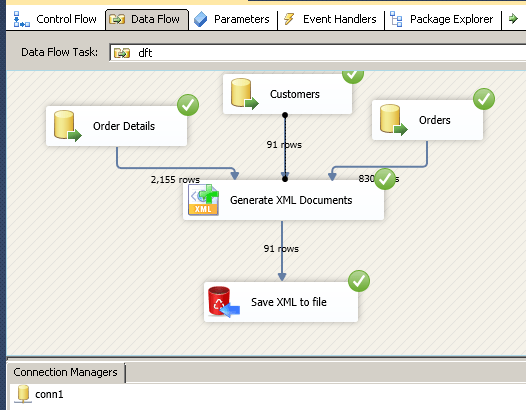 Control Flow Data Flow Parameters Event Handlers Package Explorer
Data Flow Task: dft
Customers
Order Details
Orders
91 rows
2,155 rows
830
Generate XML Documents
XML
91 rows
Save XML to file
Connection Managers
conn1